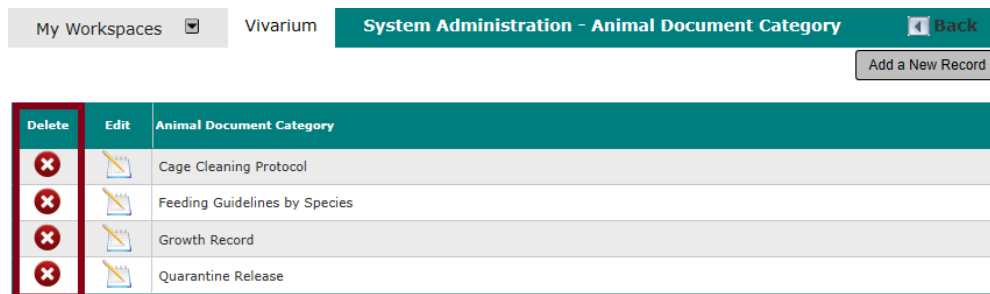 My Workspaces Vivarium System Administration - Animal Document Category Back
Add a New Record
Delete Edit Animal Document Category
Cage Cleaning Protocol
Feeding Guidelines by Species
Growth Record
Quarantine Release